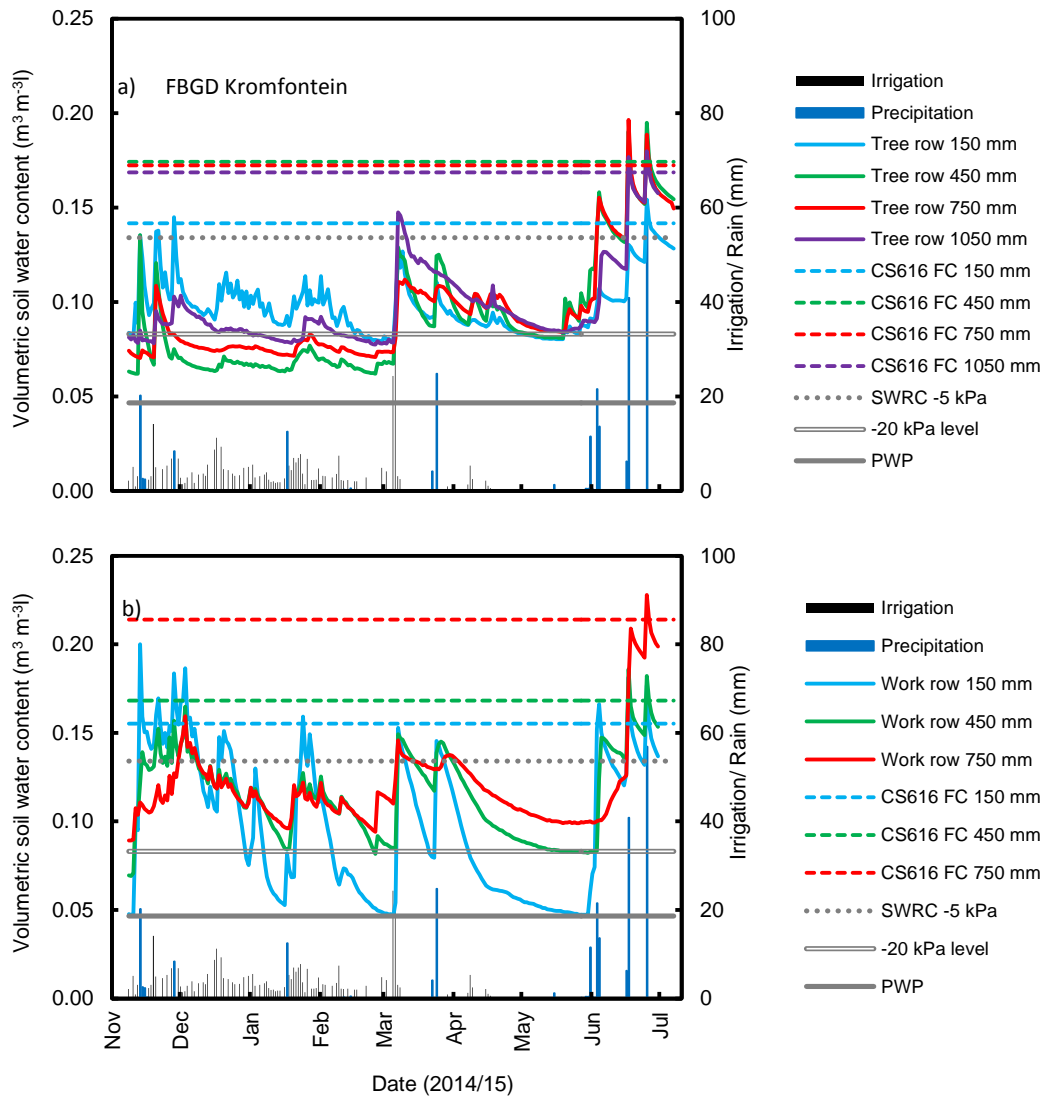 a) FBGD Kromfontein
Volumetric soil water content (m³ m⁻³|)
0.25
0.20
0.15
0.10
0.05
0.00
100
80
60
40
20
0
Irrigation/ Rain (mm)
Irrigation
Precipitation
Tree row 150 mm
Tree row 450 mm
Tree row 750 mm
Tree row 1050 mm
CS616 FC 150 mm
CS616 FC 450 mm
CS616 FC 750 mm
CS616 FC 1050 mm
SWRC -5 kPa
-20 kPa level
PWP
b)
Volumetric soil water content (m³ m⁻³|)
0.25
0.20
0.15
0.10
0.05
0.00
100
80
60
40
20
0
Irrigation/ Rain (mm)
Irrigation
Precipitation
Work row 150 mm
Work row 450 mm
Work row 750 mm
CS616 FC 150 mm
CS616 FC 450 mm
CS616 FC 750 mm
SWRC -5 kPa
-20 kPa level
PWP
Nov Dec Jan Feb Mar Apr May Jun Jul
Date (2014/15)